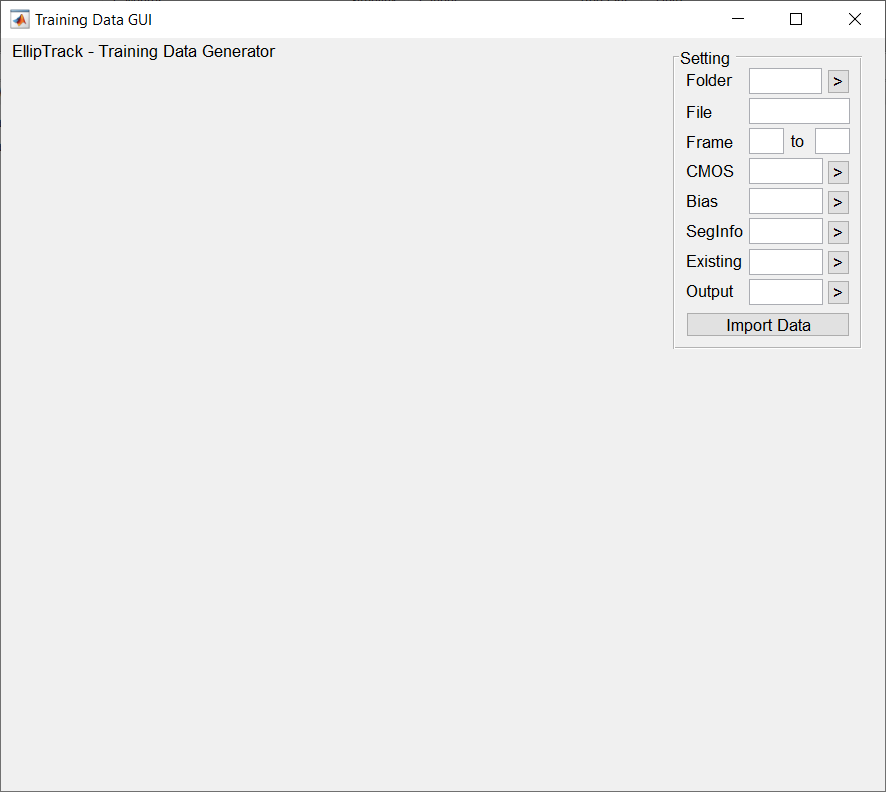 Training Data GUI
EllipTrack - Training Data Generator
Setting
Folder >
File
Frame to
CMOS >
Bias >
SegInfo >
Existing >
Output >
Import Data